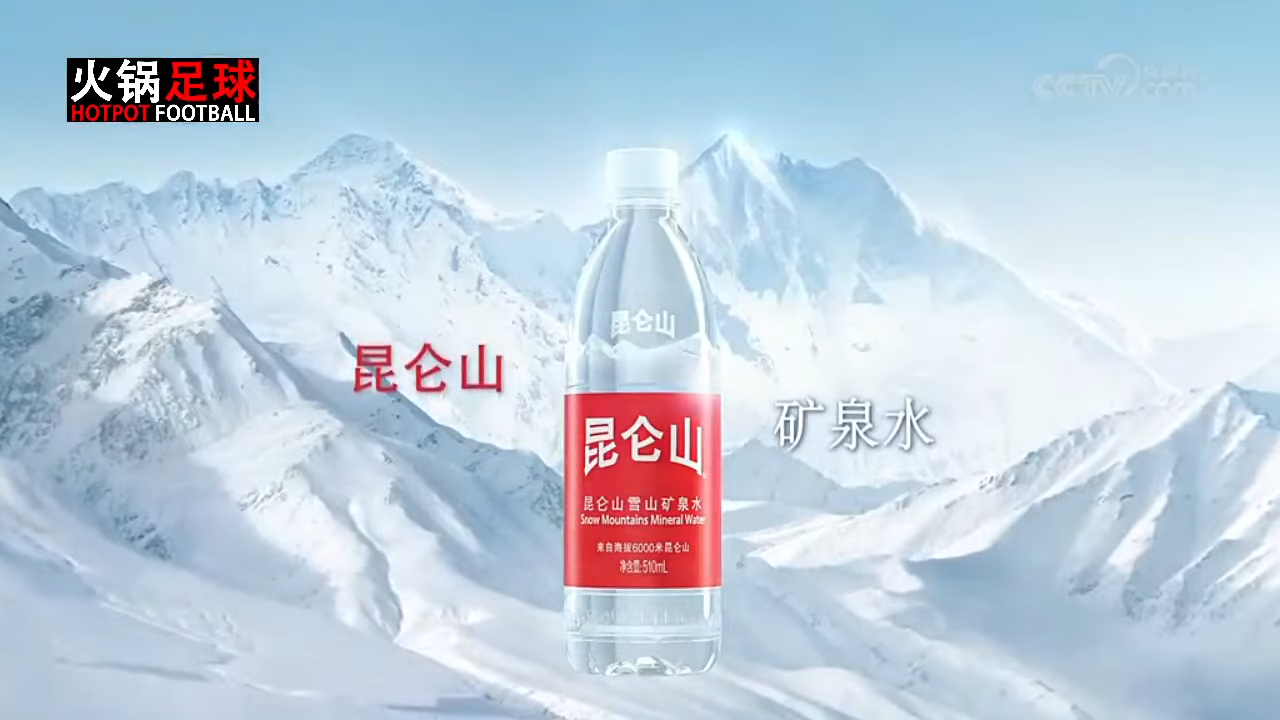 火锅足球
HOTPOT FOOTBALL
CCTV
com
昆仑山
昆仑山
矿泉水
昆仑山
昆仑山雪山矿泉水
Snow Mountains Mineral Water
来自海拔6000米昆仑山
净含量:510mL